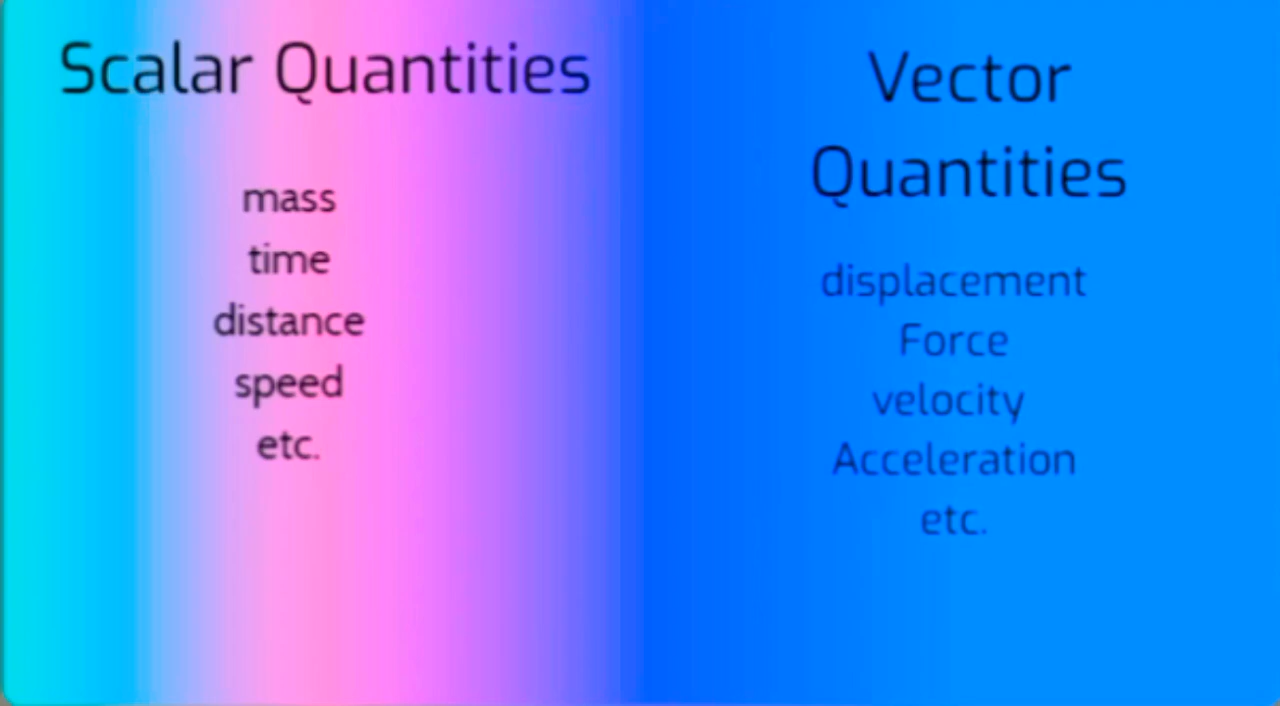 Scalar Quantities
mass
time
distance
speed
etc.
Vector
Quantities
displacement
Force
velocity
Acceleration
etc.